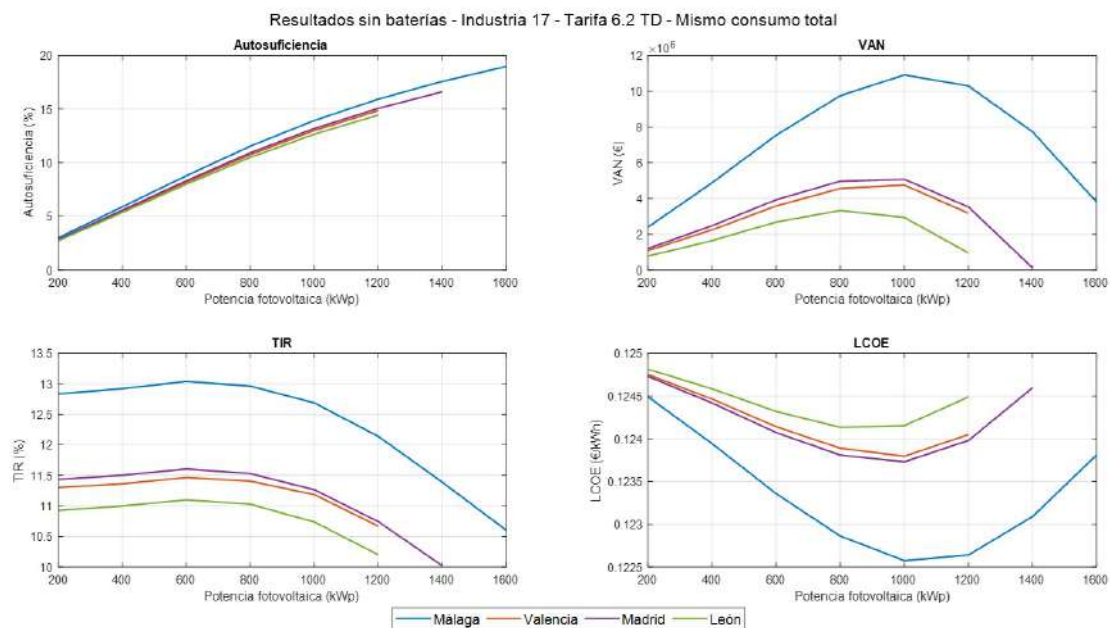 Resultados sin baterías - Industria 17 - Tarifa 6.2 TD - Mismo consumo total
Autosuficiencia
Autosuficiencia (%)
20
15
10
5
0
200 400 600 800 1000 1200 1400 1600
Potencia fotovoltaica (kWp)
VAN
×10⁶
VAN (€)
12
10
8
6
4
2
0
200 400 600 800 1000 1200 1400 1600
Potencia fotovoltaica (kWp)
TIR
TIR (%)
13.5
13
12.5
12
11.5
11
10.5
10
200 400 600 800 1000 1200 1400 1600
Potencia fotovoltaica (kWp)
LCOE
LCOE (€/kWh)
0.125
0.1245
0.124
0.1235
0.123
0.1225
200 400 600 800 1000 1200 1400 1600
Potencia fotovoltaica (kWp)
Málaga Valencia Madrid León